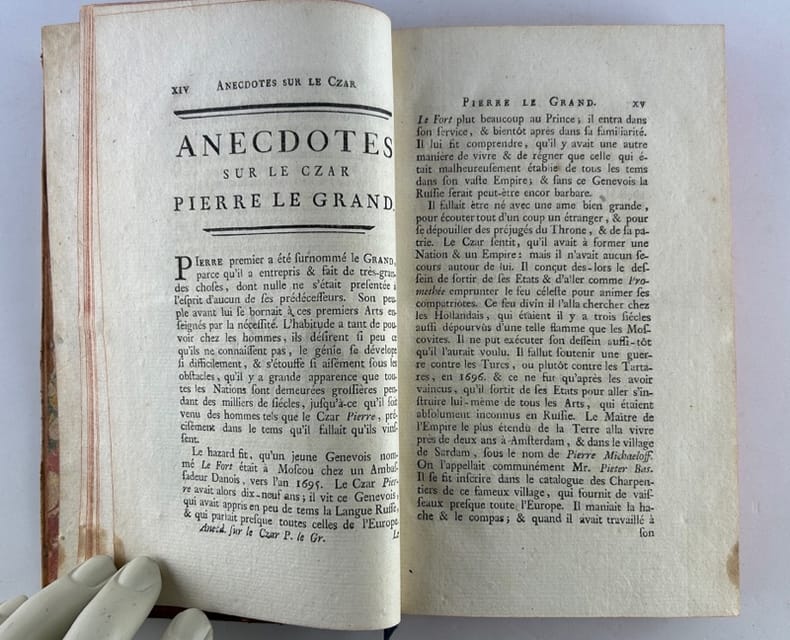 XIV ANECDOTES SUR LE CZAR
ANECDOTES
SUR LE CZAR
PIERRE LE GRAND.
PIERRE premier a été ſurnommé le GRAND,
parce qu'il a entrepris & fait de très-gran-
des choſes, dont nulle ne s'était preſentée à
l'eſprit d'aucun de ſes prédéceſſeurs. Son peu-
ple avant lui ſe bornait à ces premiers Arts en-
ſeignés par la néceſſité. L'habitude a tant de pou-
voir chez les hommes, ils déſirent ſi peu ce
qu'ils ne connaiſſent pas, le génie ſe dévelope
ſi difficilement, & s'étouffe ſi aiſément ſous les
obſtacles, qu'il y a grande apparence que tou-
tes les Nations ſont demeurées groſſières pen-
dant des milliers de ſiécles, juſqu'à-ce qu'il ſoit
venu des hommes tels que le Czar Pierre, pré-
ciſément dans le tems qu'il fallait qu'ils vinſ-
ſent.
Le hazard fit, qu'un jeune Genevois nom-
mé Le Fort était à Moſcou chez un Ambaſ-
ſadeur Danois, vers l'an 1695. Le Czar Pier-
re avait alors dix-neuf ans; il vit ce Genevois,
qui avait appris en peu de tems la Langue Ruſſe,
& qui parlait preſque toutes celles de l'Europe.
Anecd. ſur le Czar P. le Gr. Le
PIERRE LE GRAND. XV
Le Fort plut beaucoup au Prince; il entra dans
ſon ſervice, & bientôt après dans ſa familiarité.
Il lui fit comprendre, qu'il y avait une autre
manière de vivre & de régner que celle qui é-
tait malheureuſement établie de tous les tems
dans ſon vaſte Empire; & ſans ce Genevois la
Ruſſie ſerait peut-être encor barbare.
Il fallait être né avec une ame bien grande,
pour écouter tout d'un coup un étranger, & pour
ſe dépouiller des préjugés du Throne, & de ſa pa-
trie. Le Czar ſentit, qu'il avait à former une
Nation & un Empire: mais il n'avait aucun ſe-
cours autour de lui. Il conçut des-lors le deſ-
ſein de ſortir de ſes Etats & d'aller comme Pro-
methée emprunter le feu céleſte pour animer ſes
compatriotes. Ce feu divin il l'alla chercher chez
les Hollandais, qui étaient il y a trois ſiécles
auſſi dépourvûs d'une telle flamme que les Moſ-
covites. Il ne put exécuter ſon deſſein auſſi-tôt
qu'il l'aurait voulu. Il fallut ſoutenir une guer-
re contre les Turcs, ou plutôt contre les Tarta-
res, en 1696. & ce ne fut qu'après les avoir
vaincus, qu'il ſortit de ſes Etats pour aller s'in-
ſtruire lui-même de tous les Arts, qui étaient
abſolument inconnus en Ruſſie. Le Maitre de
l'Empire le plus étendu de la Terre alla vivre
près de deux ans à Amſterdam, & dans le village
de Sardam, ſous le nom de Pierre Michaeloff.
On l'appellait communément Mr. Pieter Bas.
Il ſe fit inſcrire dans le catalogue des Charpen-
tiers de ce fameux village, qui fournit de vaiſ-
ſeaux preſque toute l'Europe. Il maniait la ha-
che & le compas; & quand il avait travaillé à
ſon